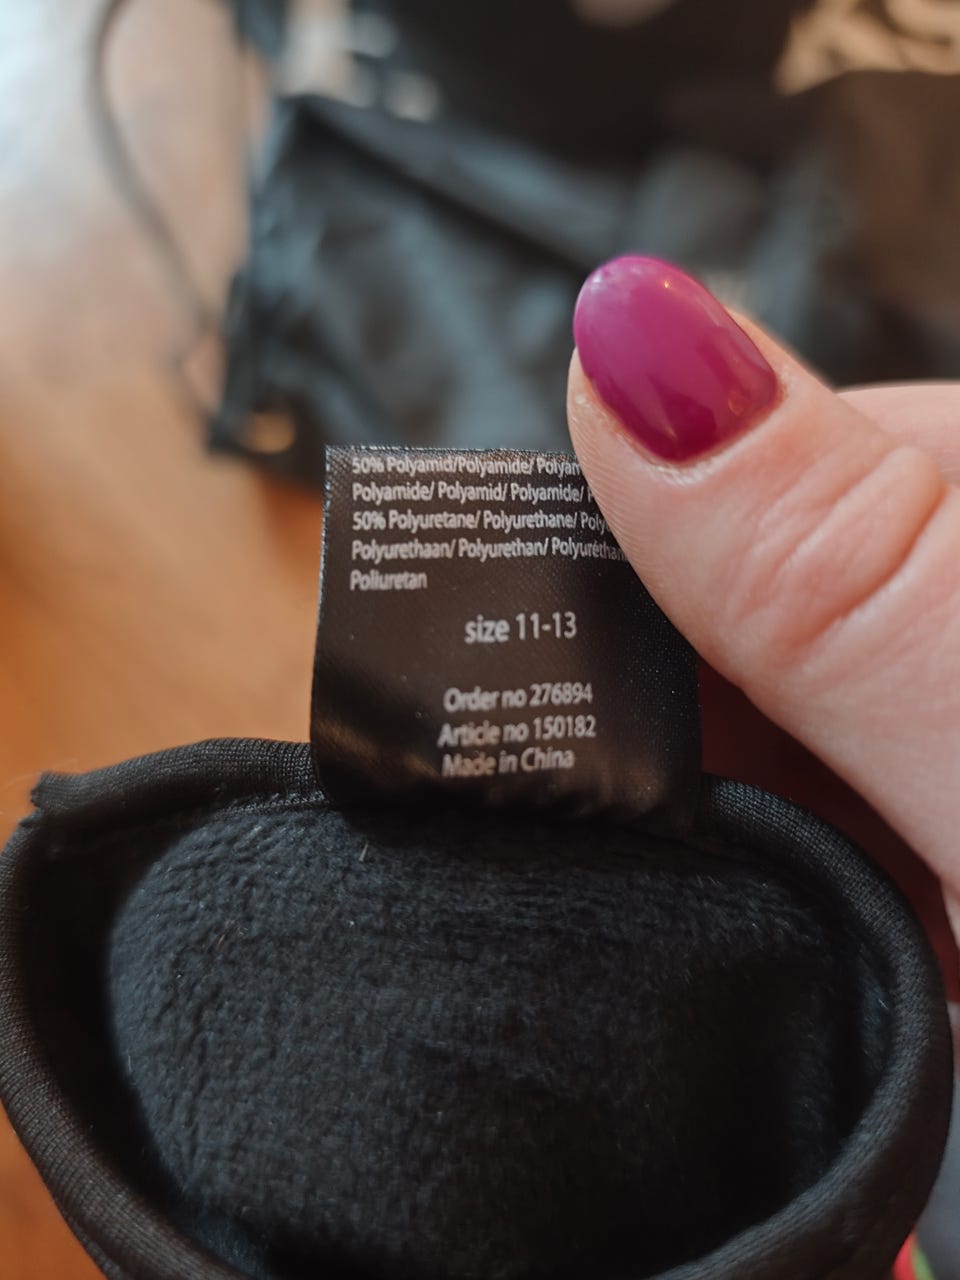 50% Polyamid/Polyamide/
Polyamide/ Polyamid/ Polyamide/
50% Polyuretane/ Polyurethane/
Polyurethaan/ Polyurethan/
Poliuretan
size 11-13
Order no 276894
Article no 150182
Made in China